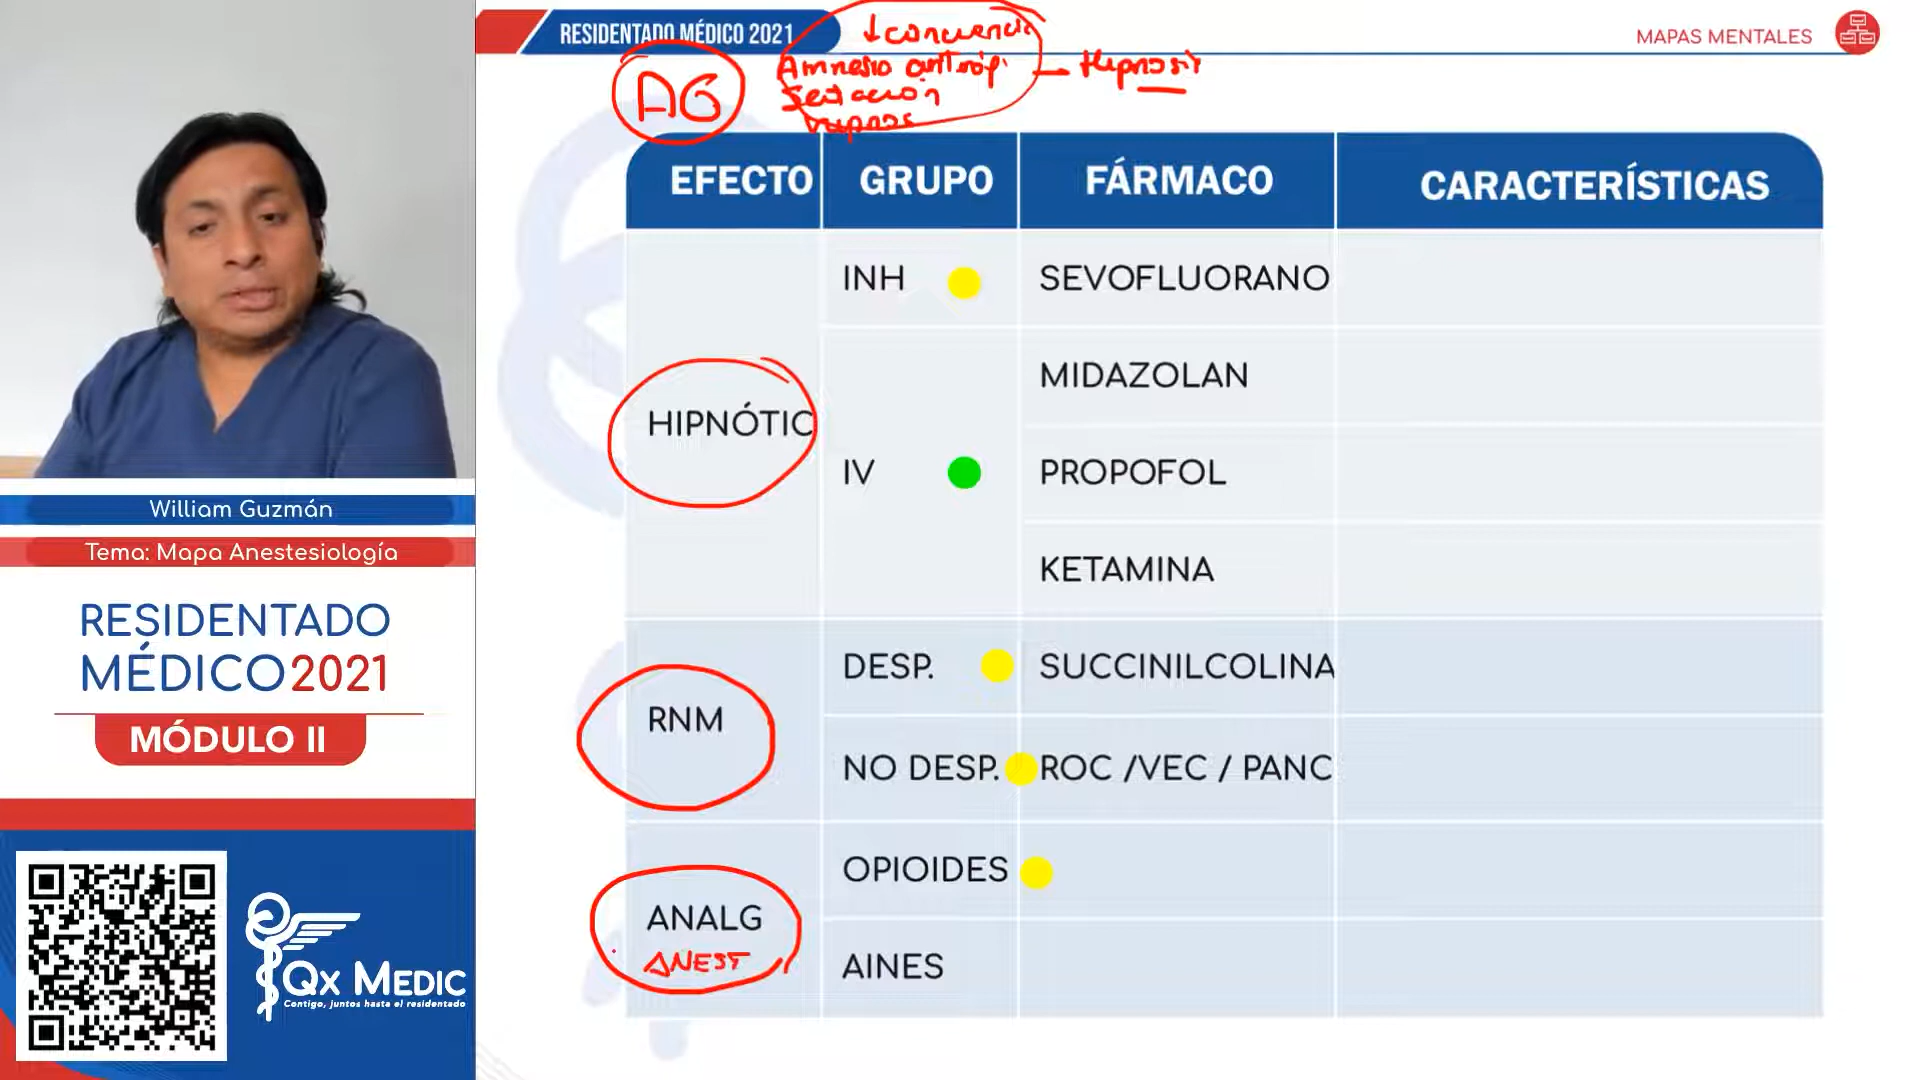 RESIDENTADO MÉDICO 2021
MAPAS MENTALES
↓conciencia
Amnesia → Hipnosis
Sedación
AG
EFECTO GRUPO FÁRMACO CARACTERÍSTICAS
INH SEVOFLUORANO
MIDAZOLAN
HIPNÓTIC
IV PROPOFOL
KETAMINA
DESP. SUCCINILCOLINA
RNM
NO DESP. ROC /VEC / PANC
OPIOIDES
ANALG
ANEST
AINES
William Guzmán
Tema: Mapa Anestesiología
RESIDENTADO
MÉDICO 2021
MÓDULO II
Qx MEDIC
Contigo, juntos hasta el residentado